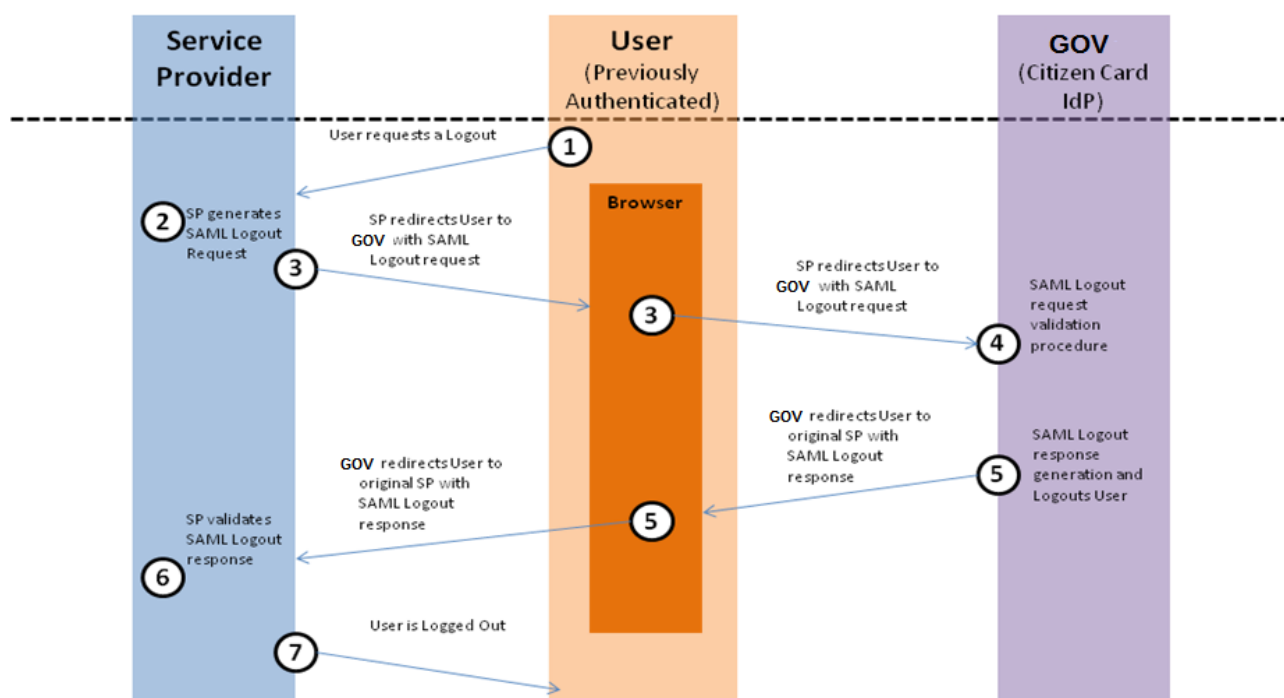 Service
Provider
User
(Previously
Authenticated)
GOV
(Citizen Card
IdP)
User requests a Logout
1
Browser
2
SP generates
SAML Logout
Request
3
SP redirects User to
GOV with SAML
Logout request
3
SP redirects User to
GOV with SAML
Logout request
4
SAML Logout
request
validation
procedure
GOV redirects User to
original SP with
SAML Logout
response
5
SAML Logout
response
generation and
Logouts User
GOV redirects User to
original SP with
SAML Logout
response
5
SP validates
SAML Logout
response
6
User is Logged Out
7